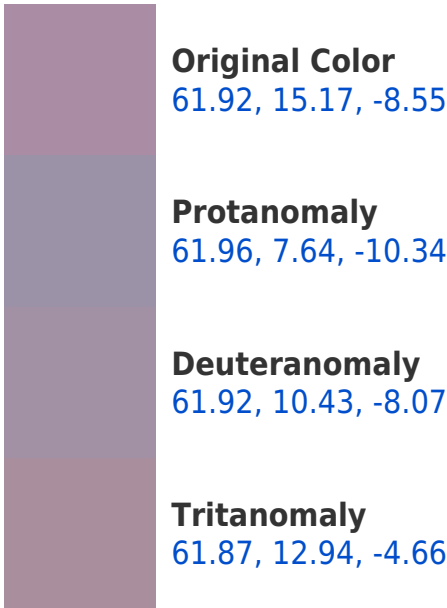 Original Color
61.92, 15.17, -8.55
Protanomaly
61.96, 7.64, -10.34
Deuteranomaly
61.92, 10.43, -8.07
Tritanomaly
61.87, 12.94, -4.66